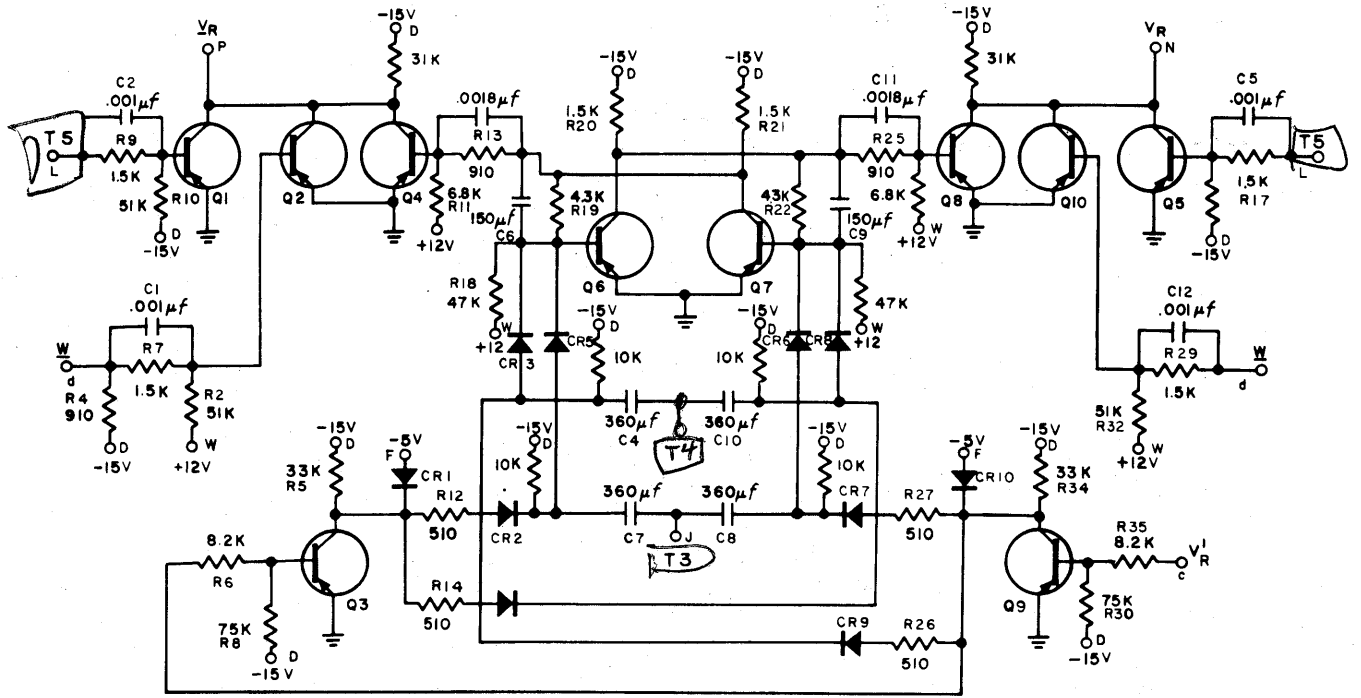 -15V
D
31K
V̲R
P
C2
.001µf
T5
L
R9
1.5K
51K
R10
D
-15V
Q1
Q2
Q4
.0018µf
R13
910
6.8K
R11
+12V
150µf
C6
-15V
D
1.5K
R20
-15V
D
1.5K
R21
4.3K
R19
43K
R22
C11
.0018µf
R25
910
6.8K
W
+12V
150µf
C9
-15V
D
31K
VR
N
C5
.001µf
T5
L
1.5K
R17
D
-15V
Q8
Q10
Q5
Q6
Q7
R18
47K
W
+12
CR3
CR5
-15V
D
10K
-15V
D
10K
CR6
CR8
47K
W
+12
C1
.001µf
W̲
d
R7
1.5K
R4
910
D
-15V
R2
51K
W
+12V
C12
.001µf
R29
1.5K
W̲
d
51K
R32
W
+12V
360µf
C4
360µf
C10
T4
-15V
D
33K
R5
-5V
F
CR1
R12
510
CR2
-15V
D
10K
360µf
C7
360µf
C8
J
T3
-15V
D
10K
CR7
R27
510
-5V
F
CR10
-15V
D
33K
R34
8.2K
R6
Q3
75K
R8
D
-15V
R14
510
CR9
R26
510
Q9
R35
8.2K
V'R
c
75K
R30
D
-15V